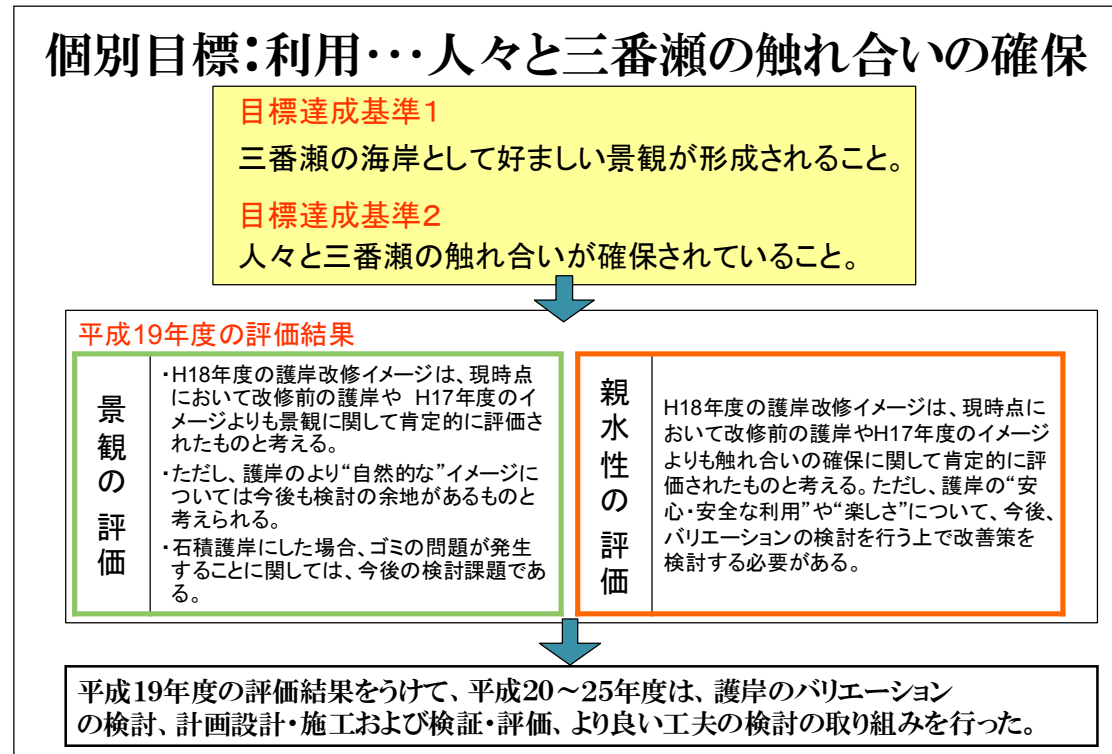 個別目標:利用･･･人々と三番瀬の触れ合いの確保
目標達成基準1
三番瀬の海岸として好ましい景観が形成されること。
目標達成基準2
人々と三番瀬の触れ合いが確保されていること。
平成19年度の評価結果
景観の評価
・H18年度の護岸改修イメージは、現時点
において改修前の護岸や H17年度のイ
メージよりも景観に関して肯定的に評価さ
れたものと考える。
・ただし、護岸のより“自然的な”イメージに
ついては今後も検討の余地があるものと
考えられる。
・石積護岸にした場合、ゴミの問題が発生
することに関しては、今後の検討課題であ
る。
親水性の評価
H18年度の護岸改修イメージは、現時点に
おいて改修前の護岸やH17年度のイメージ
よりも触れ合いの確保に関して肯定的に評
価されたものと考える。ただし、護岸の“安
心・安全な利用”や“楽しさ”について、今後、
バリエーションの検討を行う上で改善策を
検討する必要がある。
平成19年度の評価結果をうけて、平成20～25年度は、護岸のバリエーション
の検討、計画設計・施工および検証・評価、より良い工夫の検討の取り組みを行った。